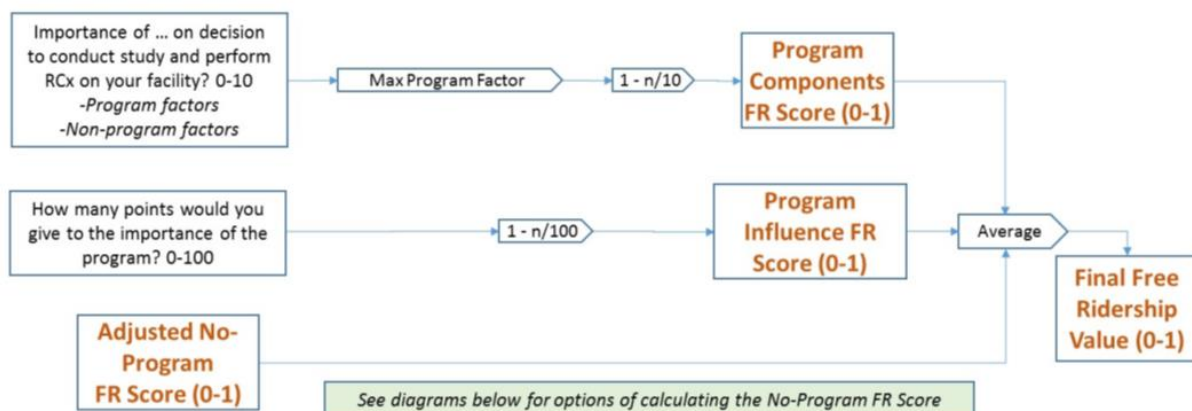 Importance of ... on decision
to conduct study and perform
RCx on your facility? 0-10
-Program factors
-Non-program factors
Max Program Factor
1 - n/10
Program
Components
FR Score (0-1)
How many points would you
give to the importance of the
program? 0-100
1 - n/100
Program
Influence FR
Score (0-1)
Average
Final Free
Ridership
Value (0-1)
Adjusted No-
Program
FR Score (0-1)
See diagrams below for options of calculating the No-Program FR Score